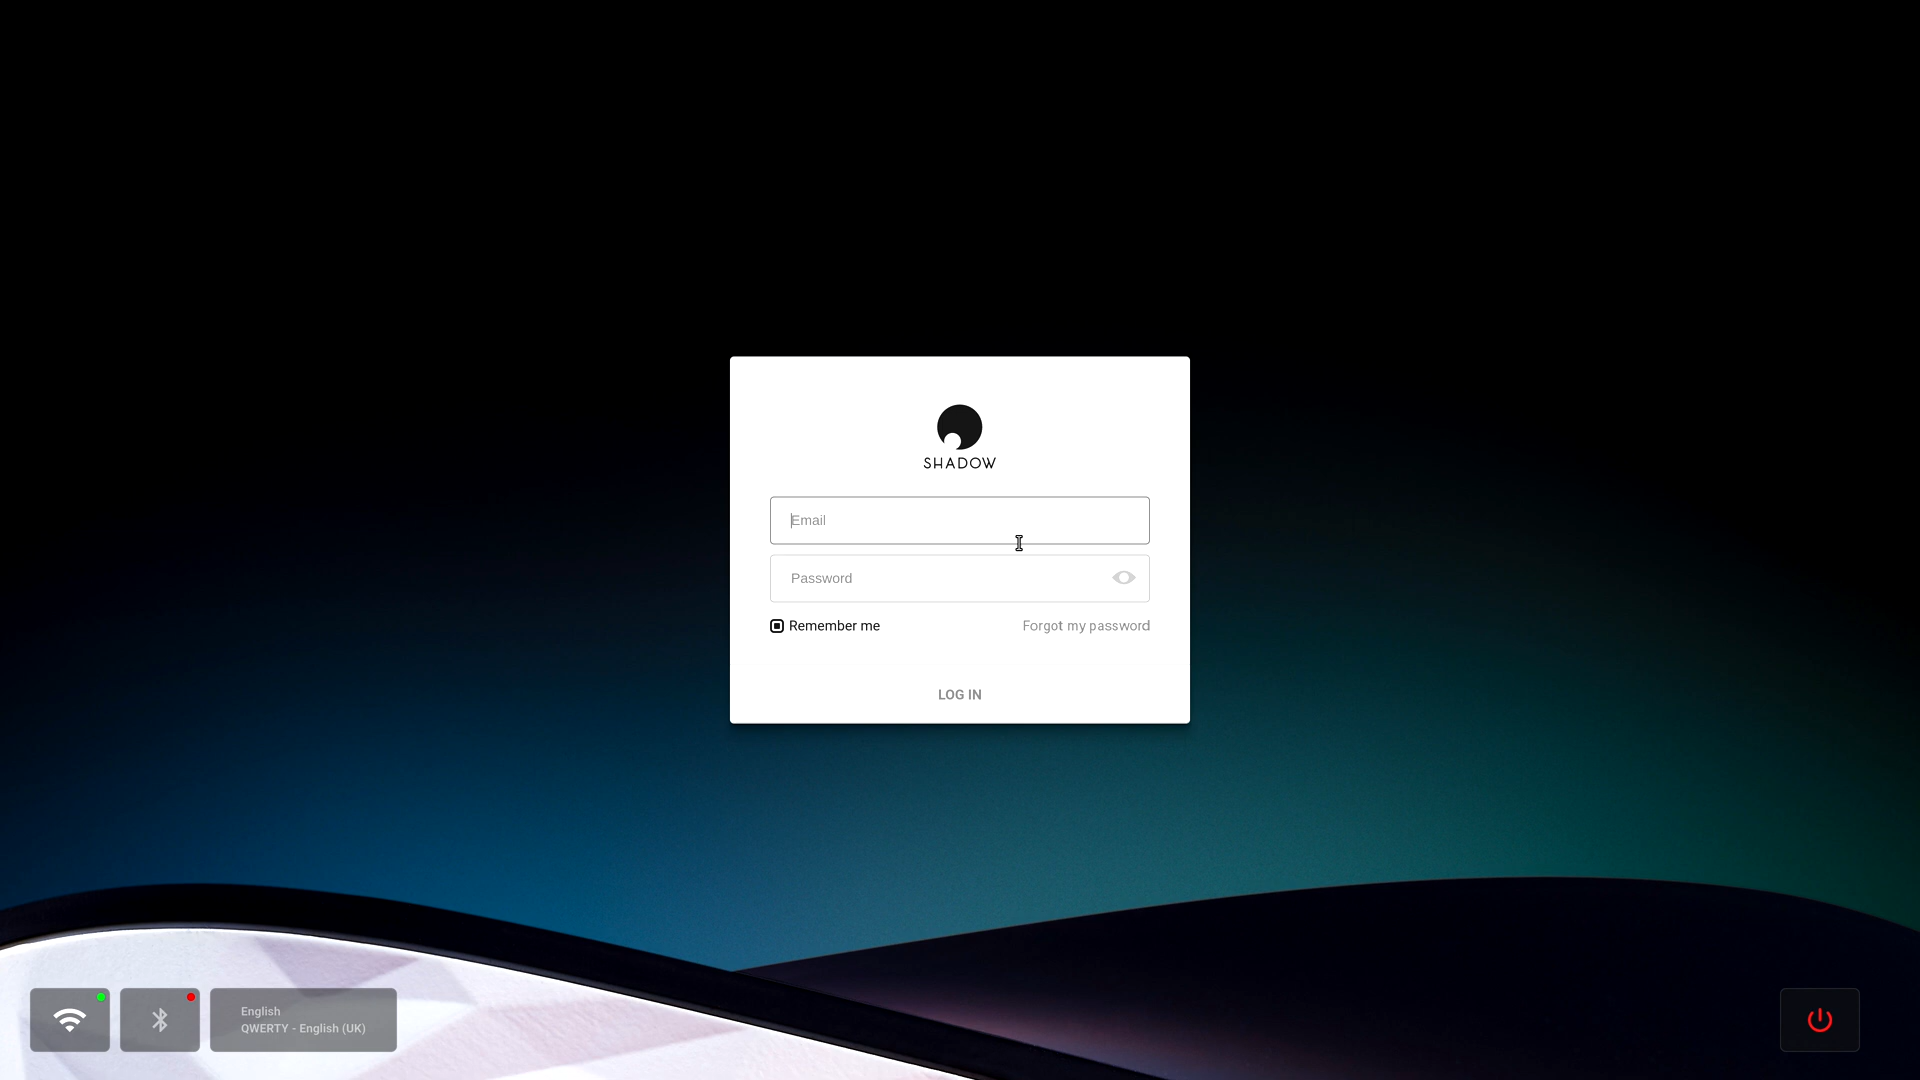 SHADOW
Email
Password
Remember me
Forgot my password
LOG IN
English
QWERTY - English (UK)